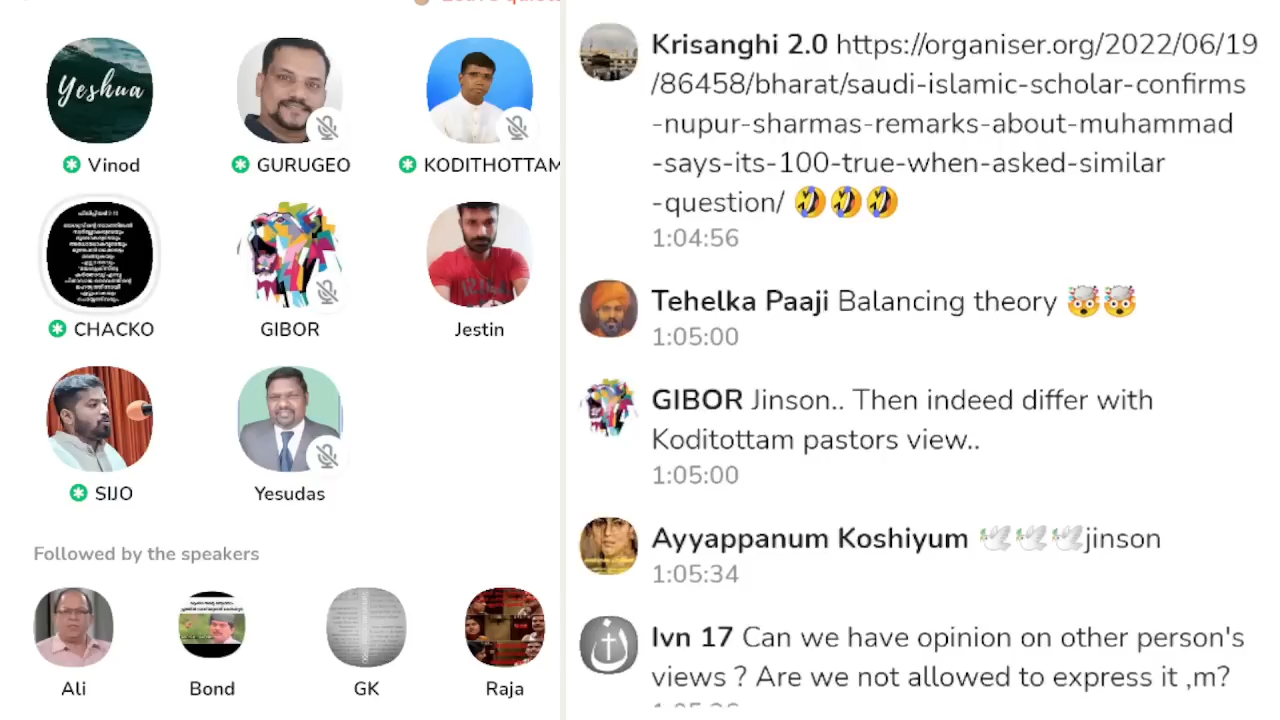 Yeshua
Vinod
GURUGEO
KODITHOTTAM
CHACKO
GIBOR
Jestin
SIJO
Yesudas
Followed by the speakers
Ali
Bond
GK
Raja
Krisanghi 2.0 https://organiser.org/2022/06/19
/86458/bharat/saudi-islamic-scholar-confirms
-nupur-sharmas-remarks-about-muhammad
-says-its-100-true-when-asked-similar
-question/ 🤣🤣🤣
1:04:56
Tehelka Paaji Balancing theory 🤯🤯
1:05:00
GIBOR Jinson.. Then indeed differ with
Koditottam pastors view..
1:05:00
Ayyappanum Koshiyum 🕊️🕊️🕊️jinson
1:05:34
Ivn 17 Can we have opinion on other person's
views ? Are we not allowed to express it ,m?